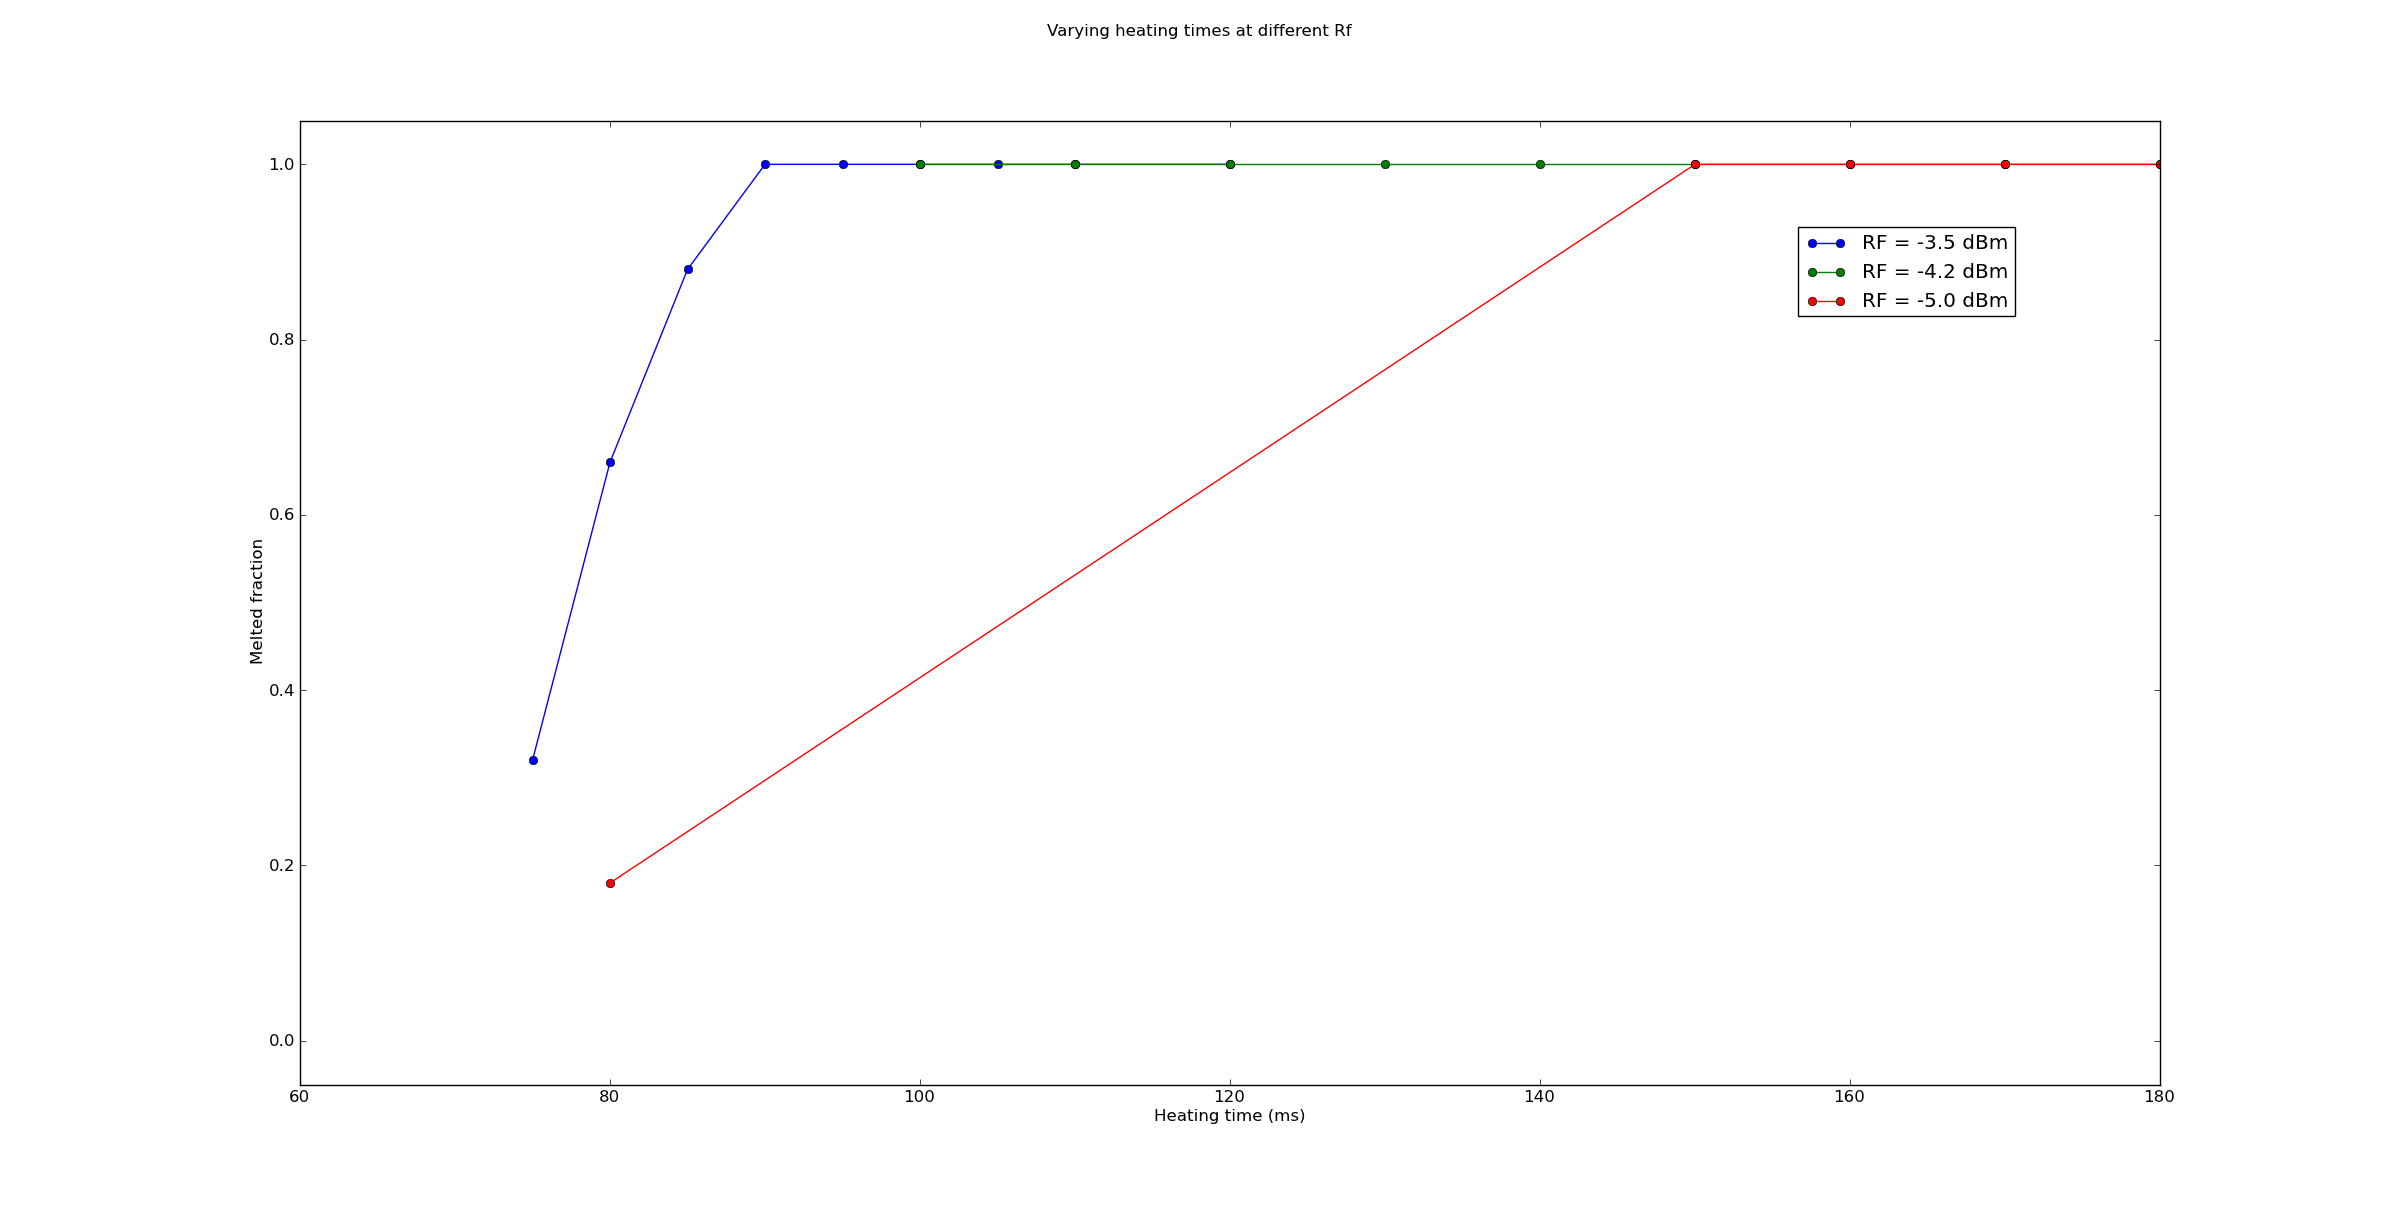 Varying heating times at different Rf
1.0
0.8
0.6
0.4
0.2
0.0
Melted fraction
RF = -3.5 dBm
RF = -4.2 dBm
RF = -5.0 dBm
60 80 100 120 140 160 180
Heating time (ms)